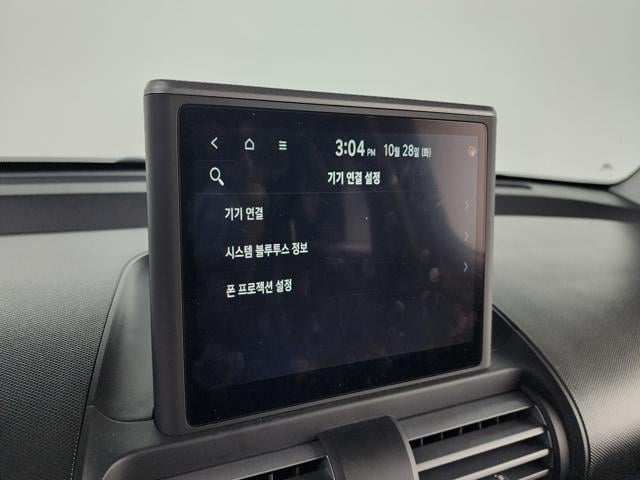 3:04 PM 10월 28일 (화)
기기 연결 설정
기기 연결
시스템 블루투스 정보
폰 프로젝션 설정